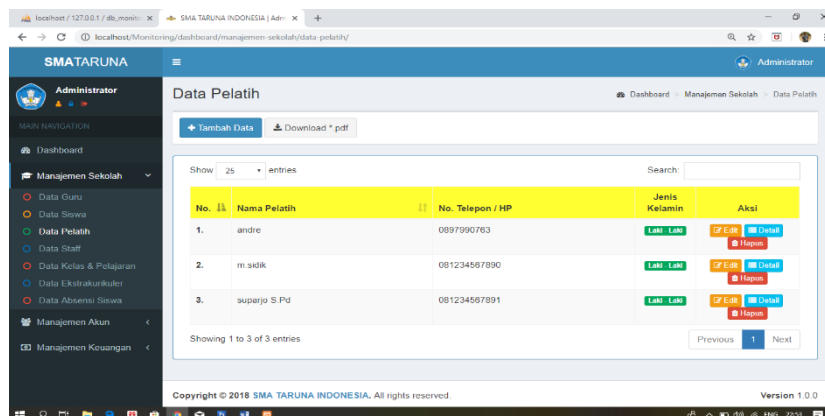 localhost / 127.0.0.1 / db_monito
SMA TARUNA INDONESIA | Adm
localhost/Monitoring/dashboard/manajemen-sekolah/data-pelatih/
SMATARUNA
Administrator
Administrator
MAIN NAVIGATION
Dashboard
Manajemen Sekolah
Data Guru
Data Siswa
Data Pelatih
Data Staff
Data Kelas & Pelajaran
Data Ekstrakurikuler
Data Absensi Siswa
Manajemen Akun
Manajemen Keuangan
Data Pelatih
Dashboard > Manajemen Sekolah > Data Pelatih
+ Tambah Data
Download *.pdf
Show 25 entries
Search:
No. Nama Pelatih No. Telepon / HP Jenis Kelamin Aksi
1. andre 0897990763 Laki - Laki Edit Detail Hapus
2. m.sidik 081234567890 Laki - Laki Edit Detail Hapus
3. suparjo S.Pd 081234567891 Laki - Laki Edit Detail Hapus
Showing 1 to 3 of 3 entries
Previous 1 Next
Copyright © 2018 SMA TARUNA INDONESIA. All rights reserved.
Version 1.0.0
ENG